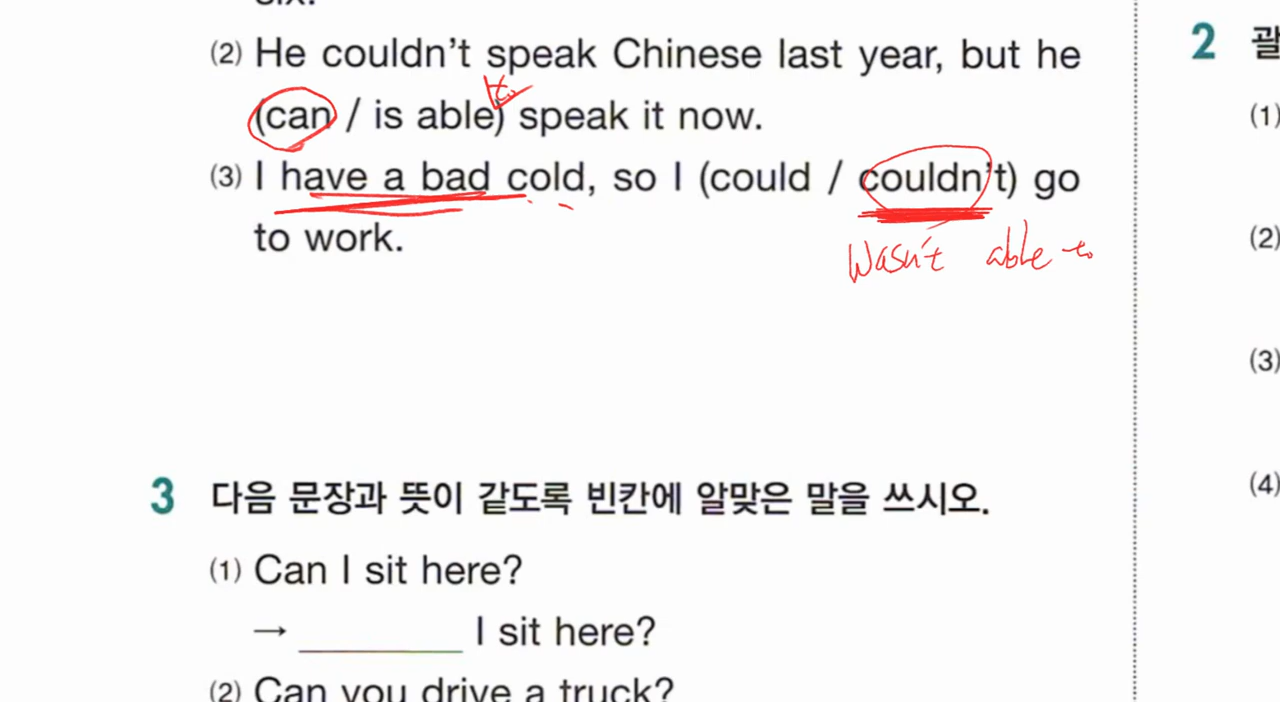 six.
(2) He couldn't speak Chinese last year, but he
to
(can / is able) speak it now.
(3) I have a bad cold, so I (could / couldn't) go
to work.
wasn't able to
3 다음 문장과 뜻이 같도록 빈칸에 알맞은 말을 쓰시오.
(1) Can I sit here?
→ ________ I sit here?
(2) Can you drive a truck?
2 괄
(1)
(2)
(3)
(4)